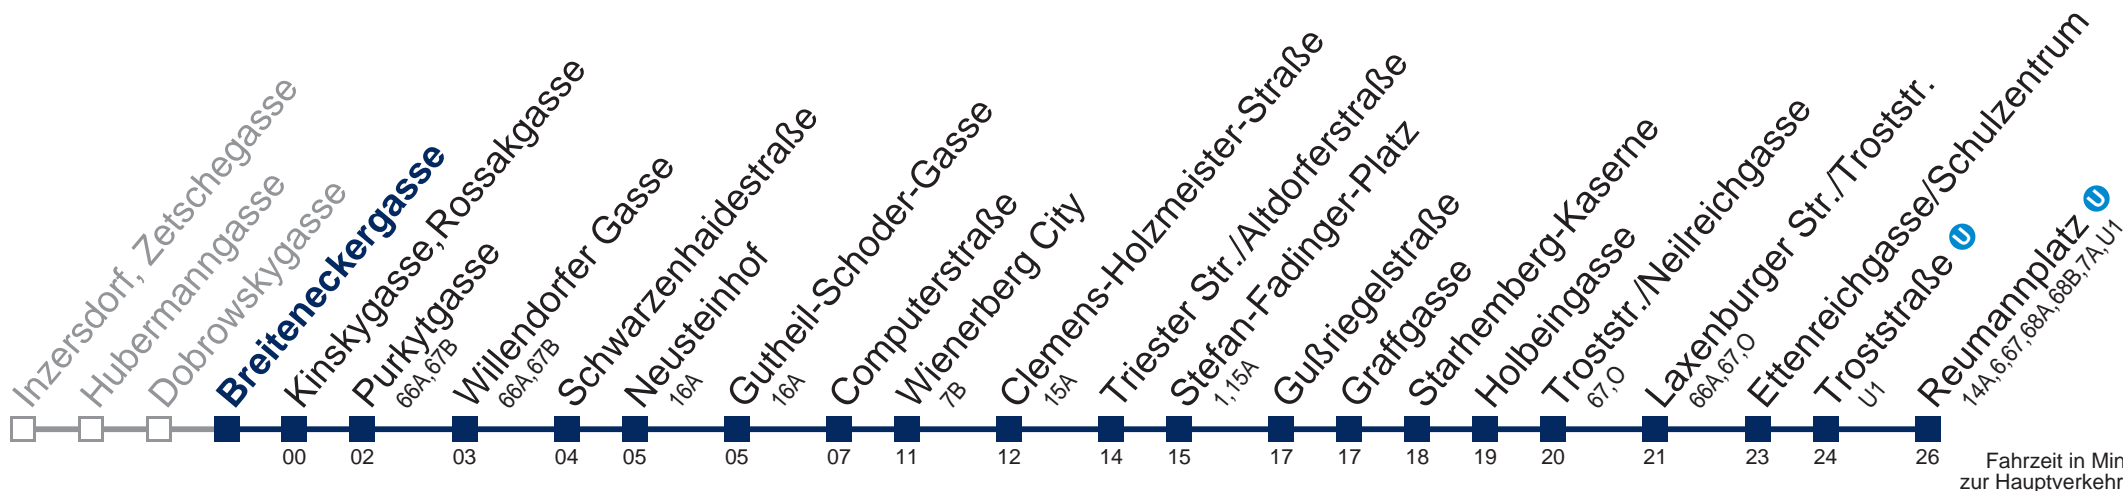 Inzersdorf, Zetschegasse
Hubermanngasse
Dobrowskygasse
Breiteneckergasse
Kinskygasse,Rossakgasse
00
Purkytgasse
66A,67B
02
Willendorfer Gasse
66A,67B
03
Schwarzenhaidestraße
04
Neusteinhof
16A
05
Gutheil-Schoder-Gasse
16A
05
Computerstraße
07
Wienerberg City
7B
11
Clemens-Holzmeister-Straße
15A
12
Triester Str./Altdorferstraße
14
Stefan-Fadinger-Platz
1,15A
15
Gußriegelstraße
17
Graffgasse
17
Starhemberg-Kaserne
18
Holbeingasse
19
Troststr./Neilreichgasse
67,O
20
Laxenburger Str./Troststr.
66A,67,O
21
Ettenreichgasse/Schulzentrum
23
Troststraße U
U1
24
Reumannplatz U
14A,6,67,68A,68B,7A,U1
26
Fahrzeit in Min
zur Hauptverkehr